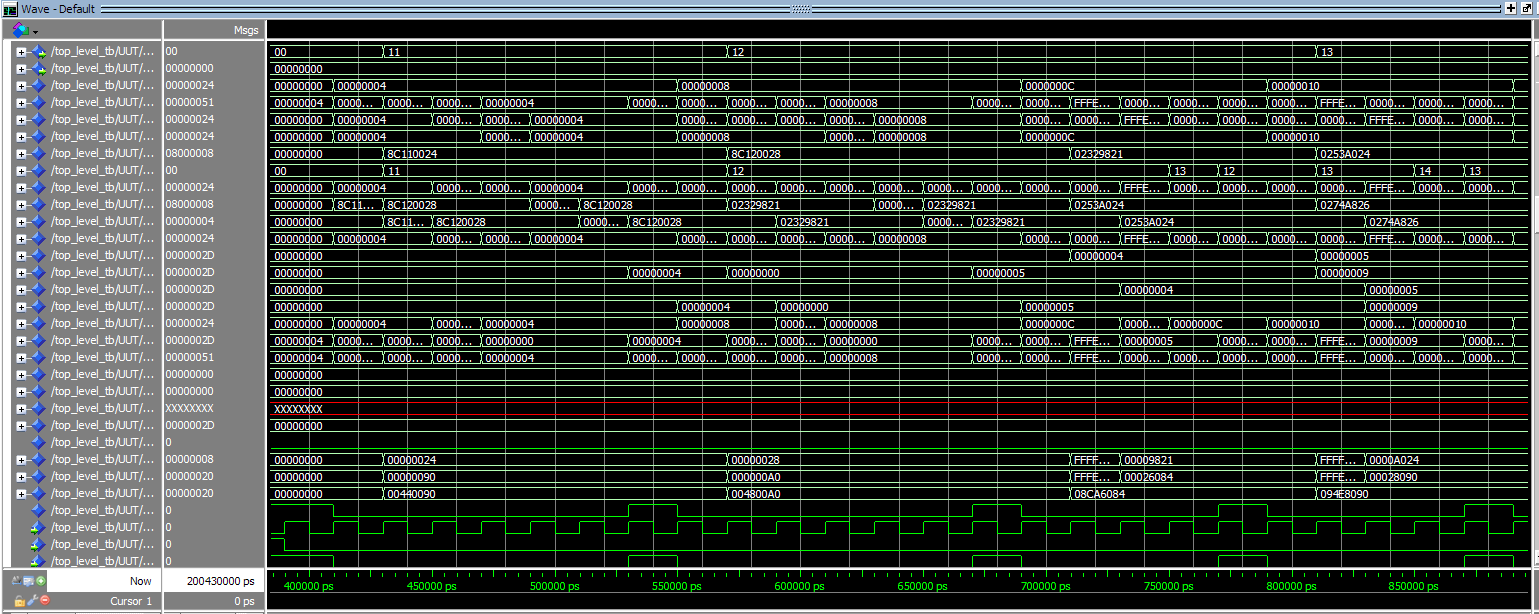 Wave - Default
Msgs
/top_level_tb/UUT/... 00 00 11 12 13
/top_level_tb/UUT/... 00000000 00000000
/top_level_tb/UUT/... 00000024 00000000 00000004 00000008 0000000C 00000010
/top_level_tb/UUT/... 00000051 00000004 0000... 0000... 0000... 00000004 0000... 0000... 0000... 0000... 00000008 0000... 0000... FFFE... 0000... 0000... 0000... 0000... FFFE... 0000... 0000... 0000...
/top_level_tb/UUT/... 00000024 00000000 00000004 0000... 0000... 00000004 0000... 0000... 0000... 00000008 0000... 0000... FFFE... 0000... 0000... 0000... 0000... FFFE... 0000... 0000...
/top_level_tb/UUT/... 00000024 00000000 00000004 0000... 00000004 00000008 0000... 00000008 0000000C 00000010
/top_level_tb/UUT/... 08000008 00000000 8C110024 8C120028 02329821 0253A024
/top_level_tb/UUT/... 00 00 11 12 13 12 13 14 13
/top_level_tb/UUT/... 00000024 00000000 00000004 0000... 0000... 00000004 0000... 0000... 0000... 0000... 0000... 0000... 0000... 0000... 0000... FFFE... 0000... 0000... 0000... 0000... FFFE... 0000... 0000...
/top_level_tb/UUT/... 08000008 00000000 8C11... 8C120028 0000... 8C120028 02329821 0000... 02329821 0253A024 0274A826
/top_level_tb/UUT/... 00000004 00000000 8C11... 8C120028 0000... 8C120028 02329821 0000... 02329821 0253A024 0274A826
/top_level_tb/UUT/... 00000024 00000000 00000004 0000... 0000... 00000004 0000... 0000... 0000... 00000008 0000... 0000... FFFE... 0000... 0000... 0000... 0000... FFFE... 0000... 0000...
/top_level_tb/UUT/... 0000002D 00000000 00000004 00000005
/top_level_tb/UUT/... 0000002D 00000000 00000004 00000000 00000005 00000009
/top_level_tb/UUT/... 0000002D 00000000 00000004 00000005
/top_level_tb/UUT/... 0000002D 00000000 00000004 00000000 00000005 00000009
/top_level_tb/UUT/... 00000024 00000000 00000004 0000... 00000004 00000008 0000... 00000008 0000000C 0000... 0000000C 00000010 0000... 00000010
/top_level_tb/UUT/... 0000002D 00000004 0000... 0000... 0000... 00000000 00000004 0000... 0000... 00000000 0000... 0000... FFFE... 00000005 0000... 0000... FFFE... 00000009 0000...
/top_level_tb/UUT/... 00000051 00000004 0000... 0000... 0000... 00000004 0000... 0000... 0000... 0000... 00000008 0000... 0000... FFFE... 0000... 0000... 0000... 0000... FFFE... 0000... 0000... 0000...
/top_level_tb/UUT/... 00000000 00000000
/top_level_tb/UUT/... 00000000 00000000
/top_level_tb/UUT/... XXXXXXXX XXXXXXXX
/top_level_tb/UUT/... 0000002D 00000000
/top_level_tb/UUT/... 0
/top_level_tb/UUT/... 00000008 00000000 00000024 00000028 FFFF... 00009821 FFFF... 0000A024
/top_level_tb/UUT/... 00000020 00000000 00000090 000000A0 FFFE... 00026084 FFFE... 00028090
/top_level_tb/UUT/... 00000020 00000000 00440090 004800A0 08CA6084 094E8090
/top_level_tb/UUT/... 0
/top_level_tb/UUT/... 0
/top_level_tb/UUT/... 0
/top_level_tb/UUT/... 0
Now 200430000 ps 400000 ps 450000 ps 500000 ps 550000 ps 600000 ps 650000 ps 700000 ps 750000 ps 800000 ps 850000 ps
Cursor 1 0 ps